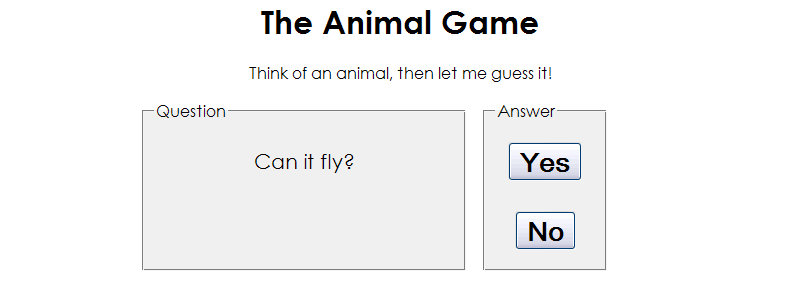 The Animal Game
Think of an animal, then let me guess it!
Question
Can it fly?
Answer
Yes
No